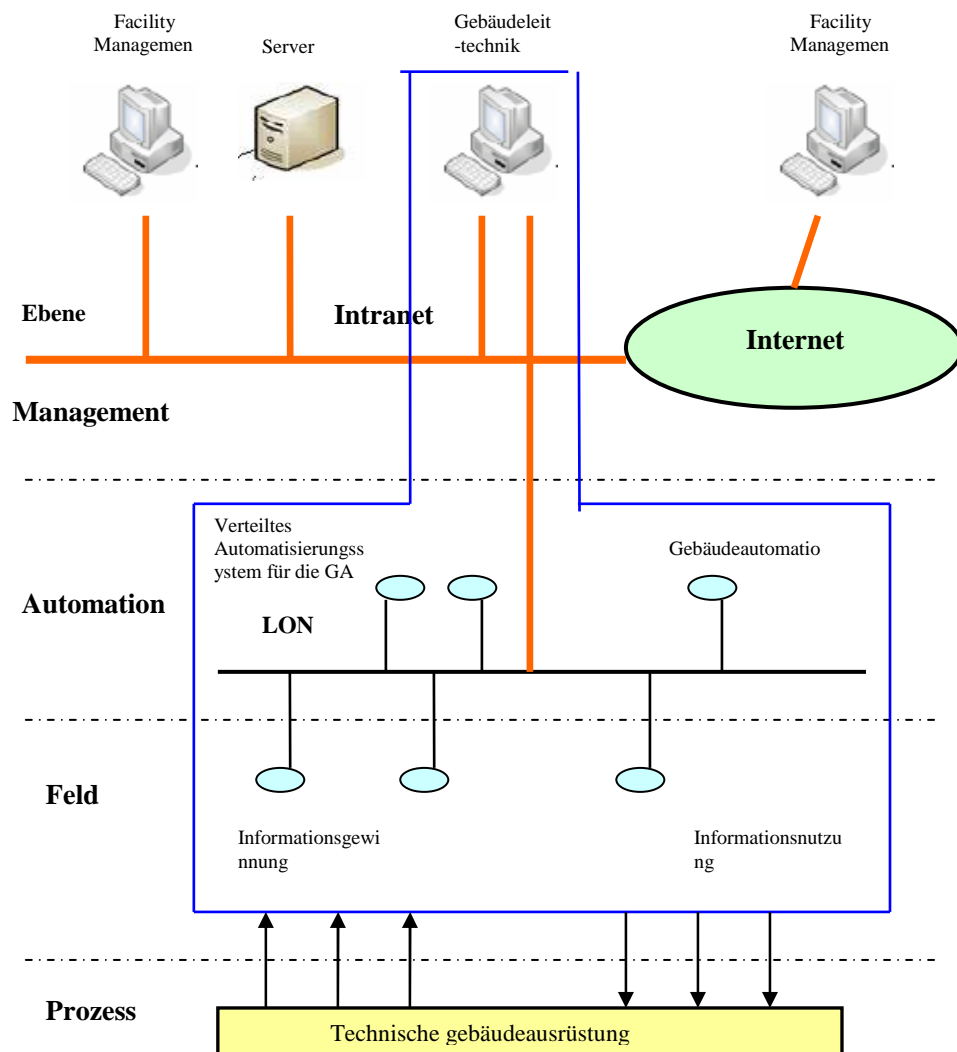 Facility
Managemen
Server
Gebäudeleit
-technik
Facility
Managemen
Ebene
Intranet
Internet
Management
Verteiltes
Automatisierungss
ystem für die GA
Gebäudeautomatio
Automation
LON
Feld
Informationsgewi
nnung
Informationsnutzu
ng
Prozess
Technische gebäudeausrüstung